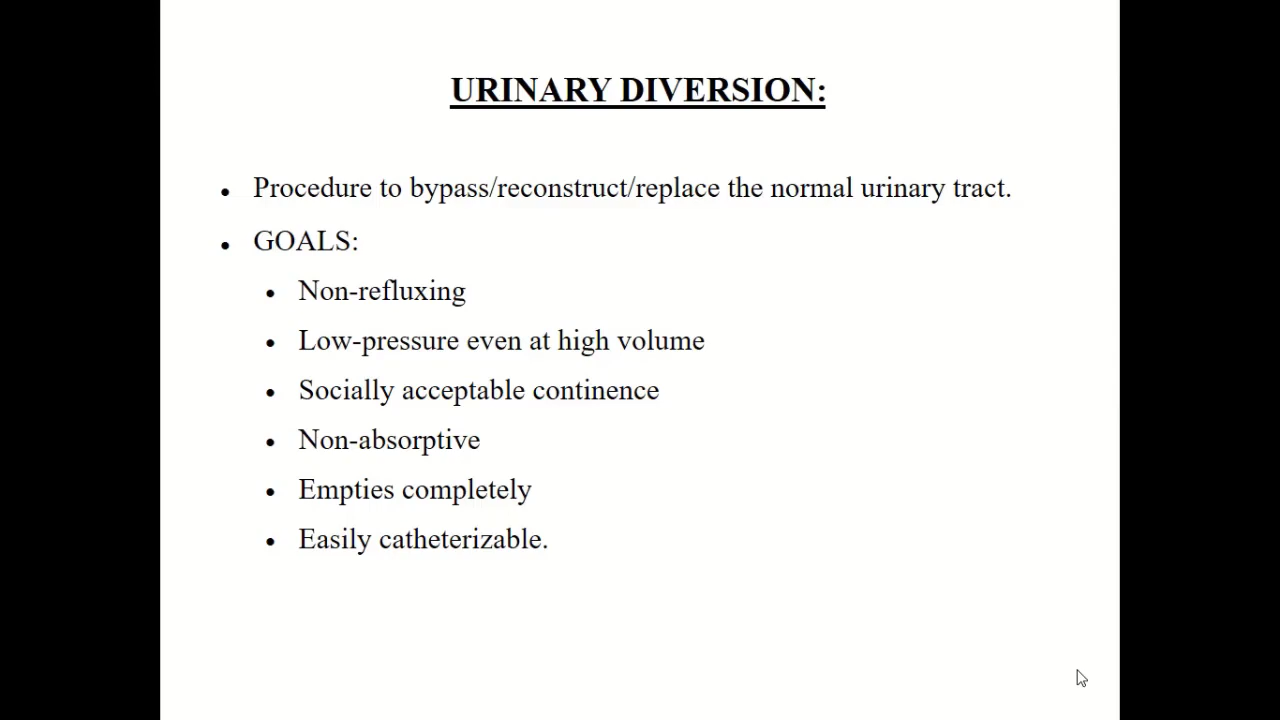 URINARY DIVERSION:
• Procedure to bypass/reconstruct/replace the normal urinary tract.
• GOALS:
• Non-refluxing
• Low-pressure even at high volume
• Socially acceptable continence
• Non-absorptive
• Empties completely
• Easily catheterizable.